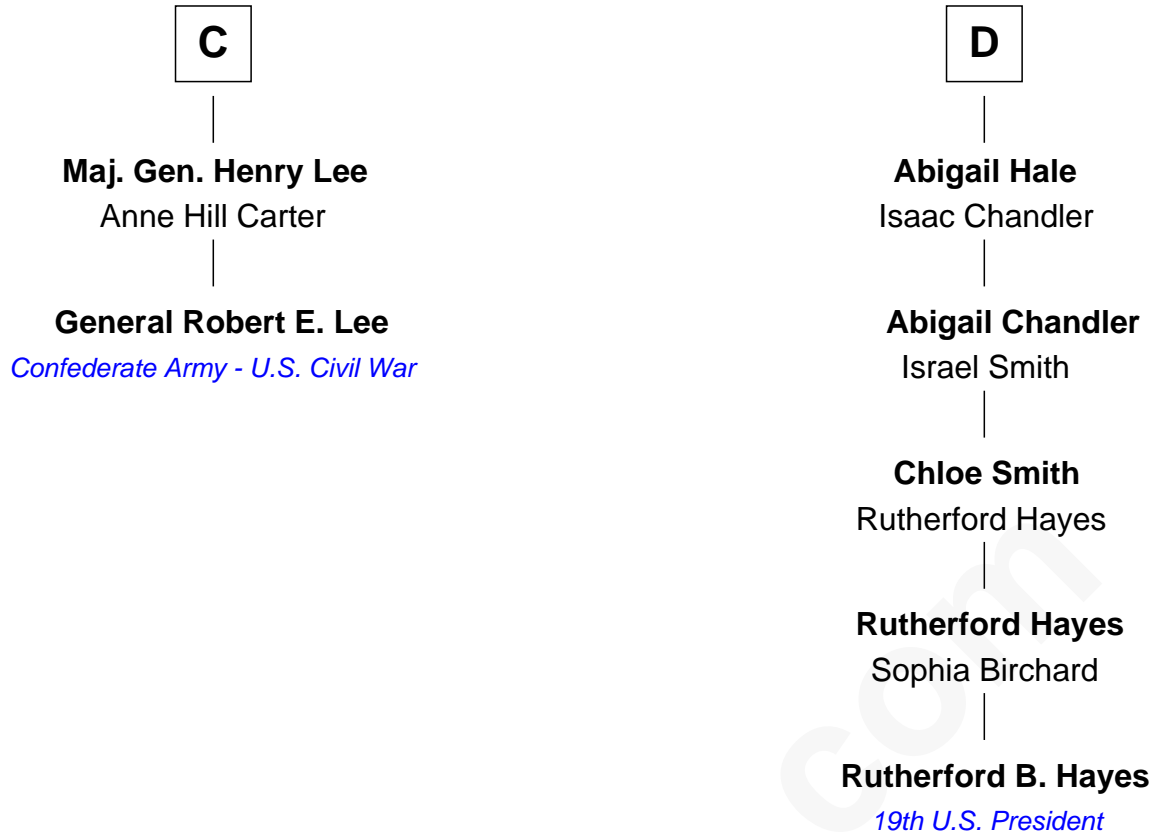 C
Maj. Gen. Henry Lee
Anne Hill Carter
General Robert E. Lee
Confederate Army - U.S. Civil War
D
Abigail Hale
Isaac Chandler
Abigail Chandler
Israel Smith
Chloe Smith
Rutherford Hayes
Rutherford Hayes
Sophia Birchard
Rutherford B. Hayes
19th U.S. President
com